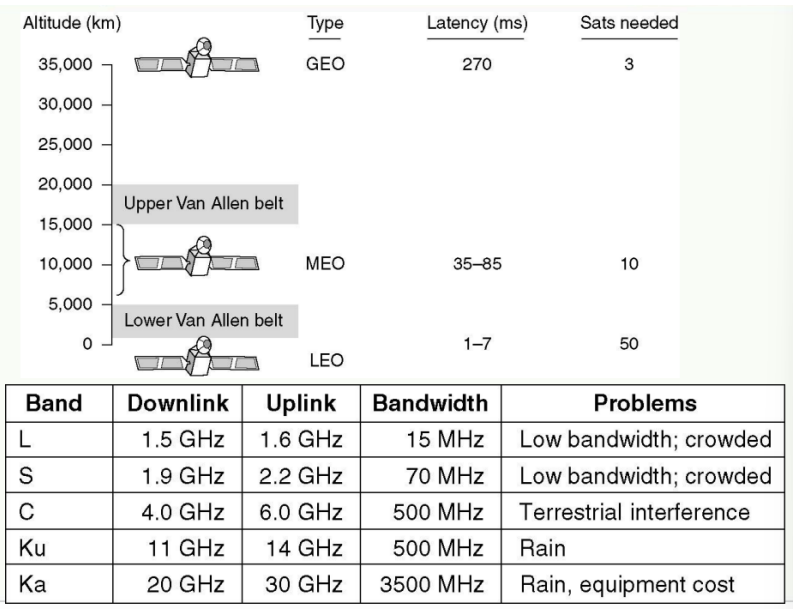 Altitude (km) Type Latency (ms) Sats needed
35,000 GEO 270 3
30,000
25,000
20,000
Upper Van Allen belt
15,000
10,000 MEO 35–85 10
5,000
Lower Van Allen belt
0 1–7 50
LEO
Band Downlink Uplink Bandwidth Problems
L 1.5 GHz 1.6 GHz 15 MHz Low bandwidth; crowded
S 1.9 GHz 2.2 GHz 70 MHz Low bandwidth; crowded
C 4.0 GHz 6.0 GHz 500 MHz Terrestrial interference
Ku 11 GHz 14 GHz 500 MHz Rain
Ka 20 GHz 30 GHz 3500 MHz Rain, equipment cost